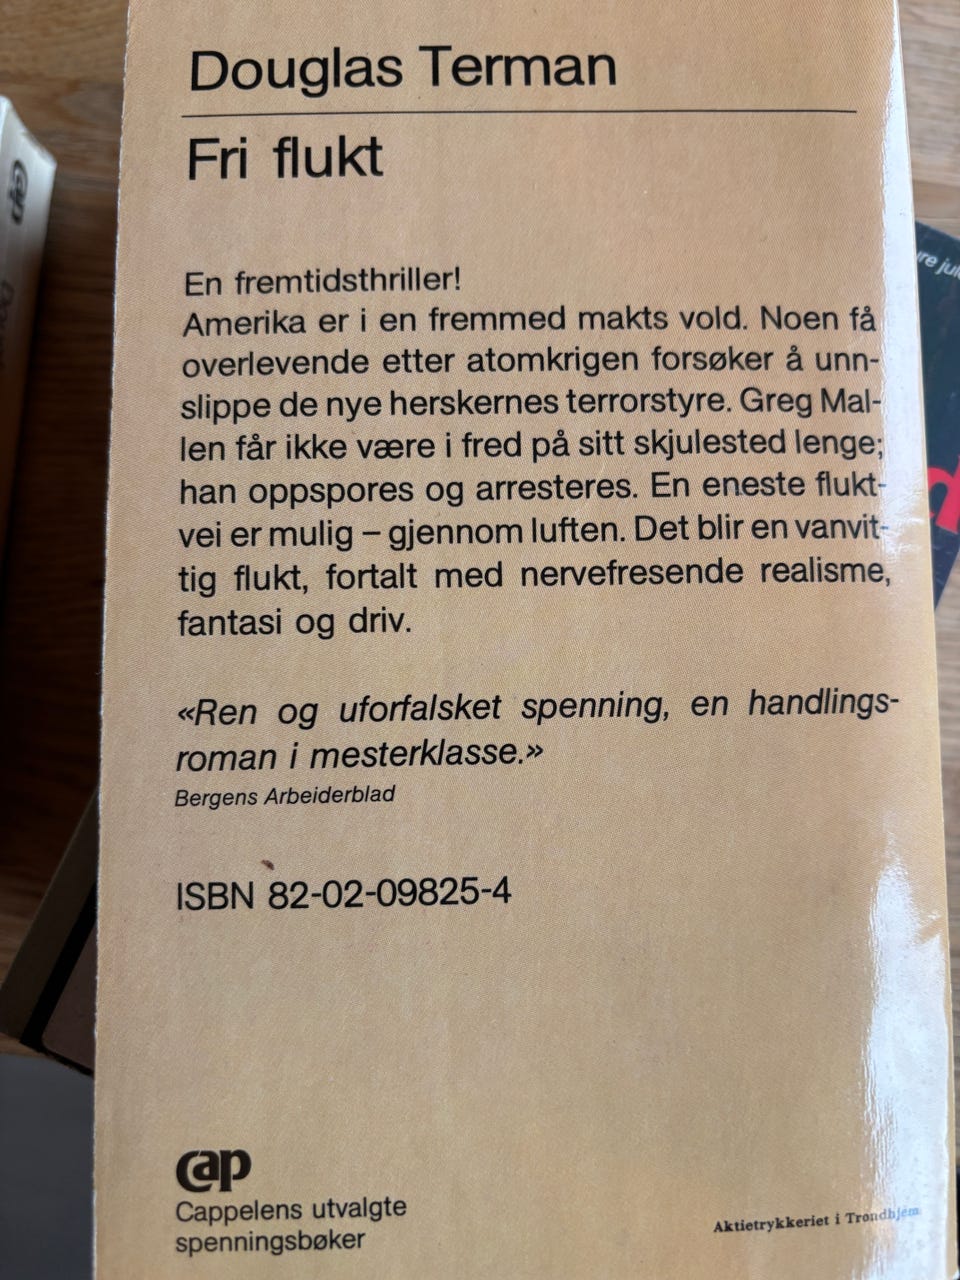 Douglas Terman
Fri flukt
En fremtidsthriller!
Amerika er i en fremmed makts vold. Noen få
overlevende etter atomkrigen forsøker å unn-
slippe de nye herskernes terrorstyre. Greg Mal-
len får ikke være i fred på sitt skjulested lenge;
han oppspores og arresteres. En eneste flukt-
vei er mulig – gjennom luften. Det blir en vanvit-
tig flukt, fortalt med nervefresende realisme,
fantasi og driv.
«Ren og uforfalsket spenning, en handlings-
roman i mesterklasse.»
Bergens Arbeiderblad
ISBN 82-02-09825-4
cap
Cappelens utvalgte
spenningsbøker
Aktietrykkeriet i Trondhjem